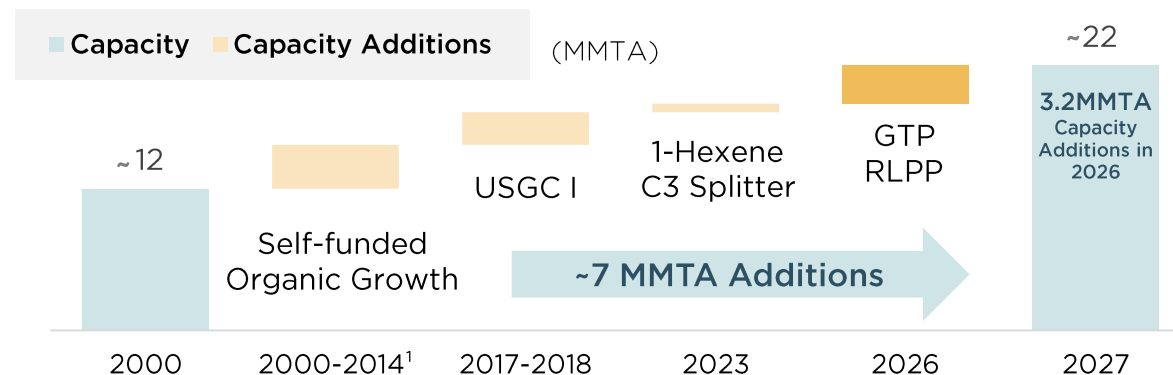 Capacity Capacity Additions
(MMTA)
~12
Self-funded
Organic Growth
USGC I
1-Hexene
C3 Splitter
GTP
RLPP
~22
3.2MMTA
Capacity
Additions in
2026
~7 MMTA Additions
2000 2000-2014¹ 2017-2018 2023 2026 2027